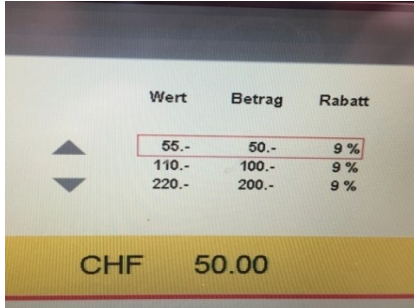 Wert Betrag Rabatt
55.- 50.- 9 %
110.- 100.- 9 %
220.- 200.- 9 %
CHF 50.00